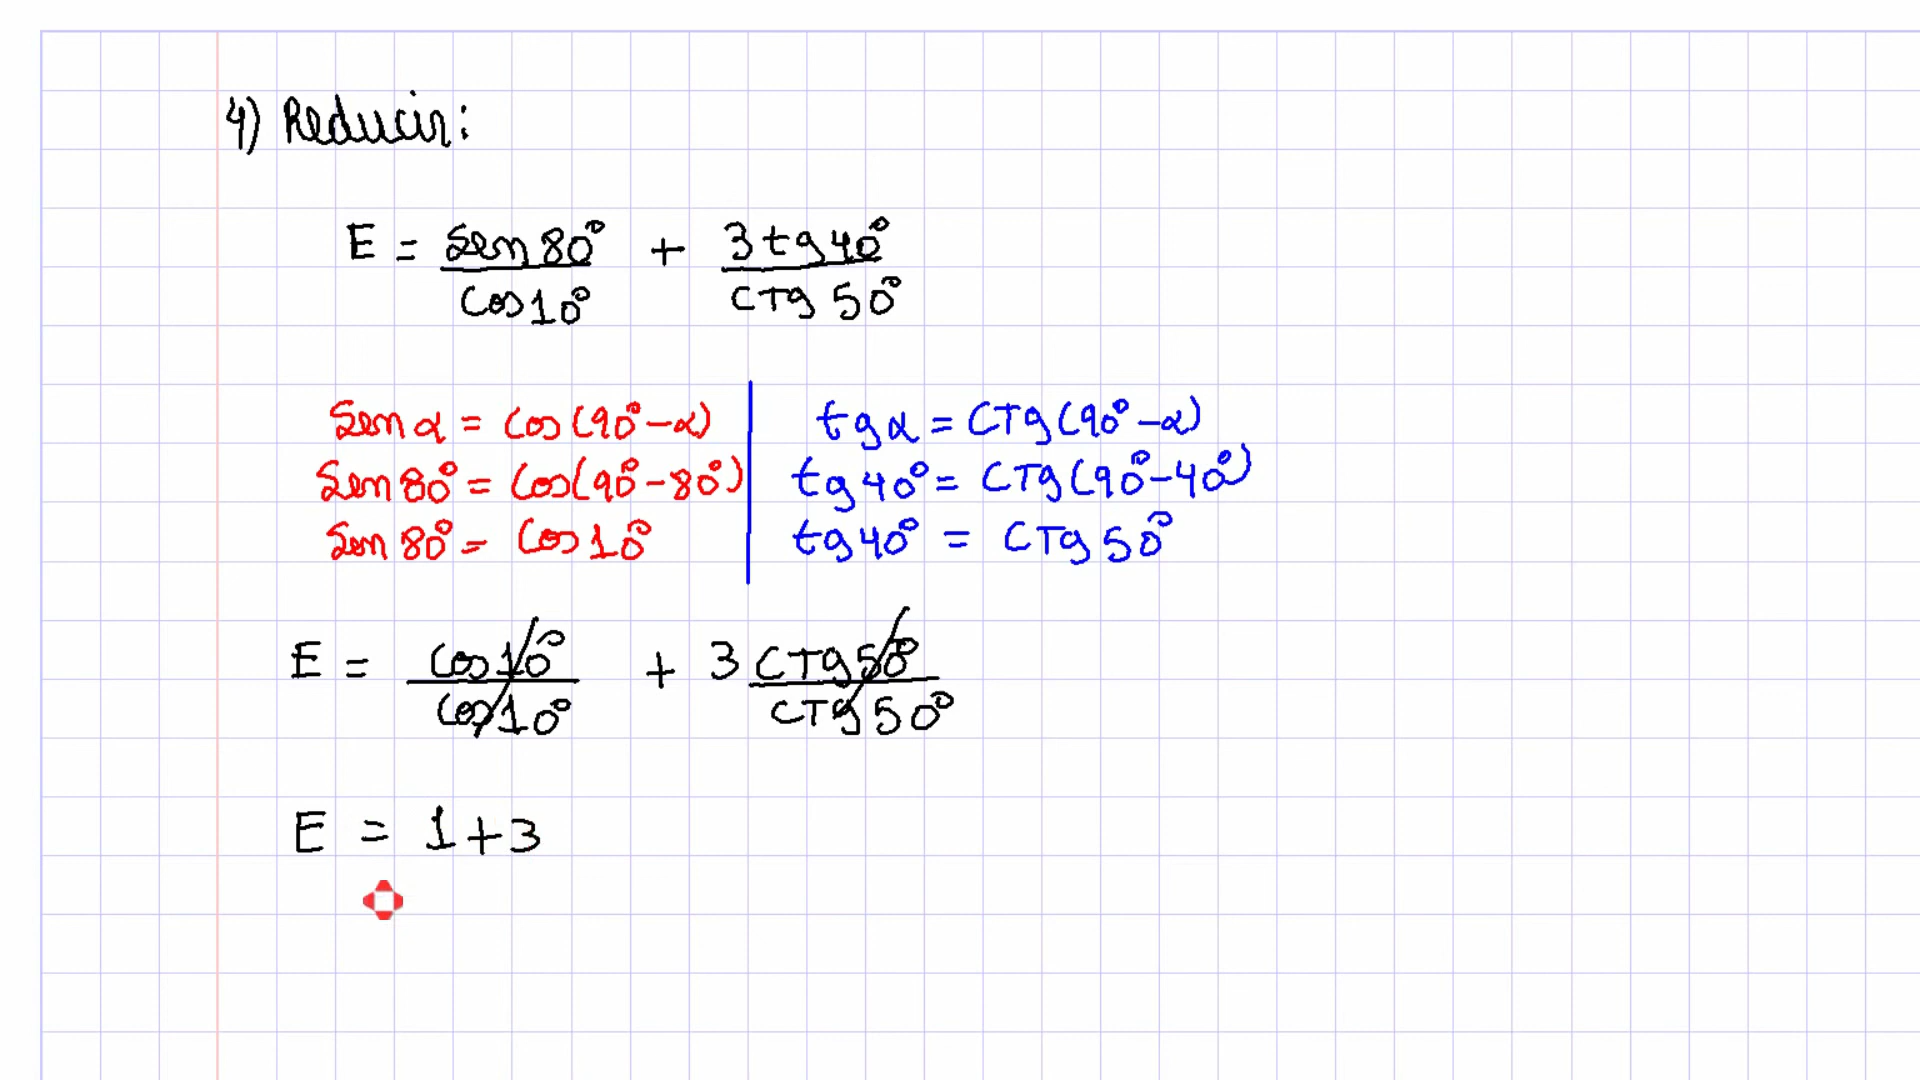 4) Reducir:
E = Sen 80° / Cos 10° + 3 tg 40° / CTg 50°
Sen α = Cos (90° - α)
Sen 80° = Cos (90° - 80°)
Sen 80° = Cos 10°
tg α = CTg (90° - α)
tg 40° = CTg (90° - 40°)
tg 40° = CTg 50°
E = Cos 10° / Cos 10° + 3 CTg 50° / CTg 50°
E = 1 + 3